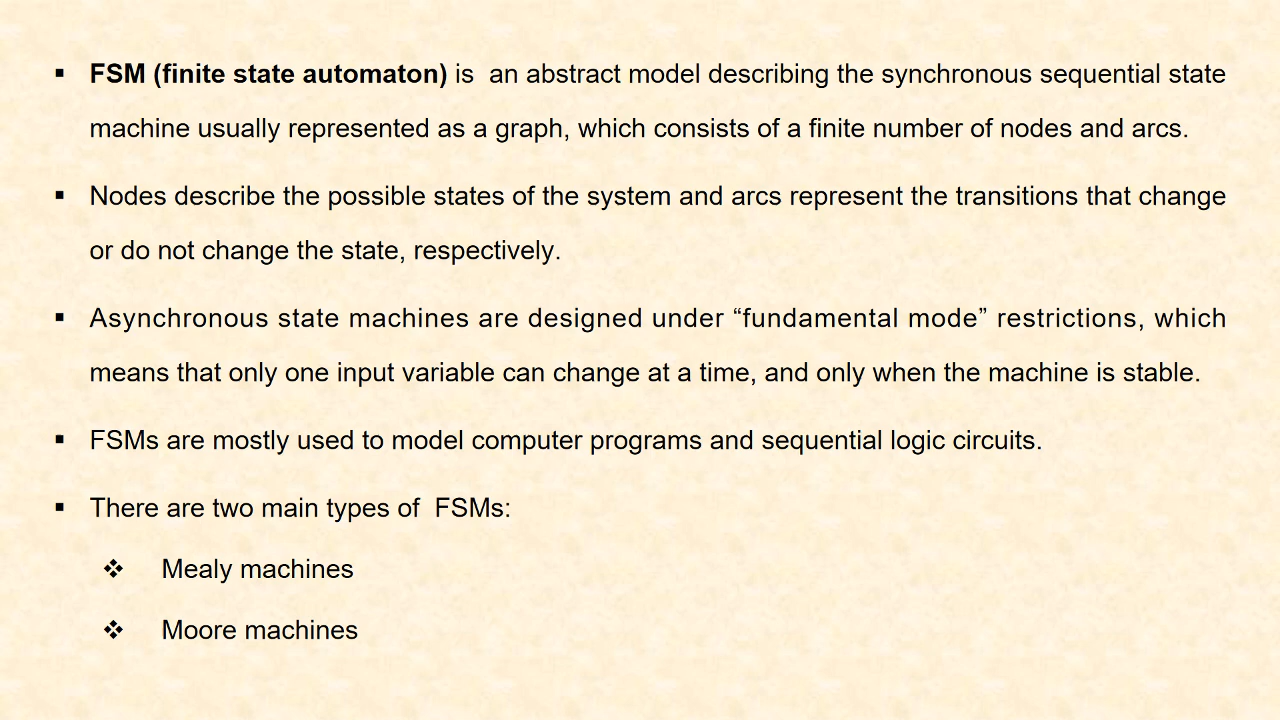 ▪ FSM (finite state automaton) is  an abstract model describing the synchronous sequential state
machine usually represented as a graph, which consists of a finite number of nodes and arcs.
▪ Nodes describe the possible states of the system and arcs represent the transitions that change
or do not change the state, respectively.
▪ Asynchronous state machines are designed under “fundamental mode” restrictions, which
means that only one input variable can change at a time, and only when the machine is stable.
▪ FSMs are mostly used to model computer programs and sequential logic circuits.
▪ There are two main types of  FSMs:
❖ Mealy machines
❖ Moore machines